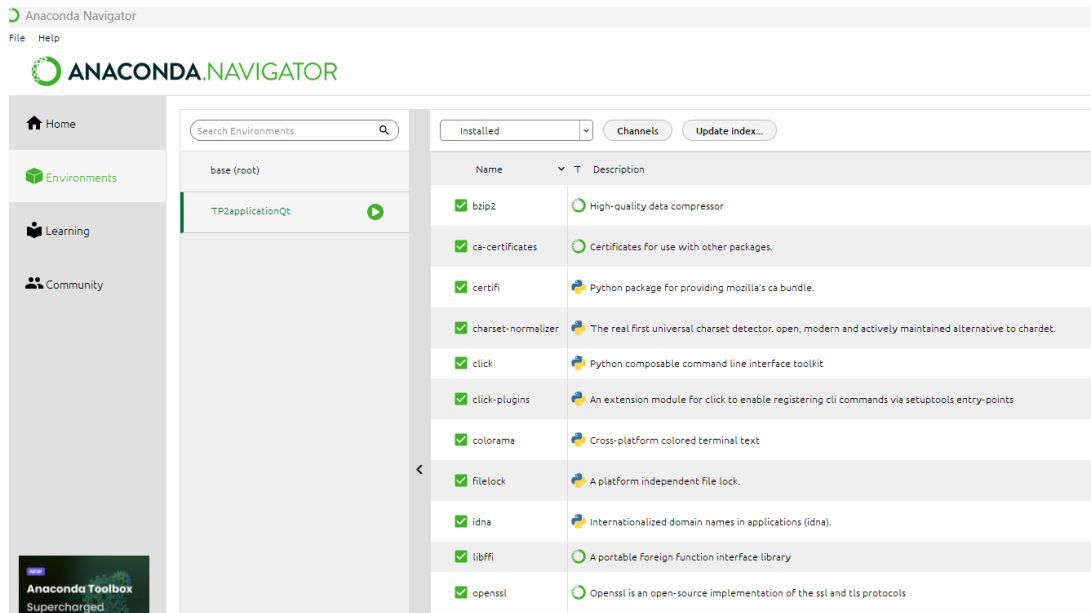 Anaconda Navigator
File Help
ANACONDA.NAVIGATOR
Home
Environments
Learning
Community
NEW
Anaconda Toolbox
Supercharged
Search Environments
base (root)
TP2applicationQt
Installed Channels Update index...
Name T Description
bzip2 High-quality data compressor
ca-certificates Certificates for use with other packages.
certifi Python package for providing mozilla's ca bundle.
charset-normalizer The real first universal charset detector. open, modern and actively maintained alternative to chardet.
click Python composable command line interface toolkit
click-plugins An extension module for click to enable registering cli commands via setuptools entry-points
colorama Cross-platform colored terminal text
filelock A platform independent file lock.
idna Internationalized domain names in applications (idna).
libffi A portable foreign function interface library
openssl Openssl is an open-source implementation of the ssl and tls protocols